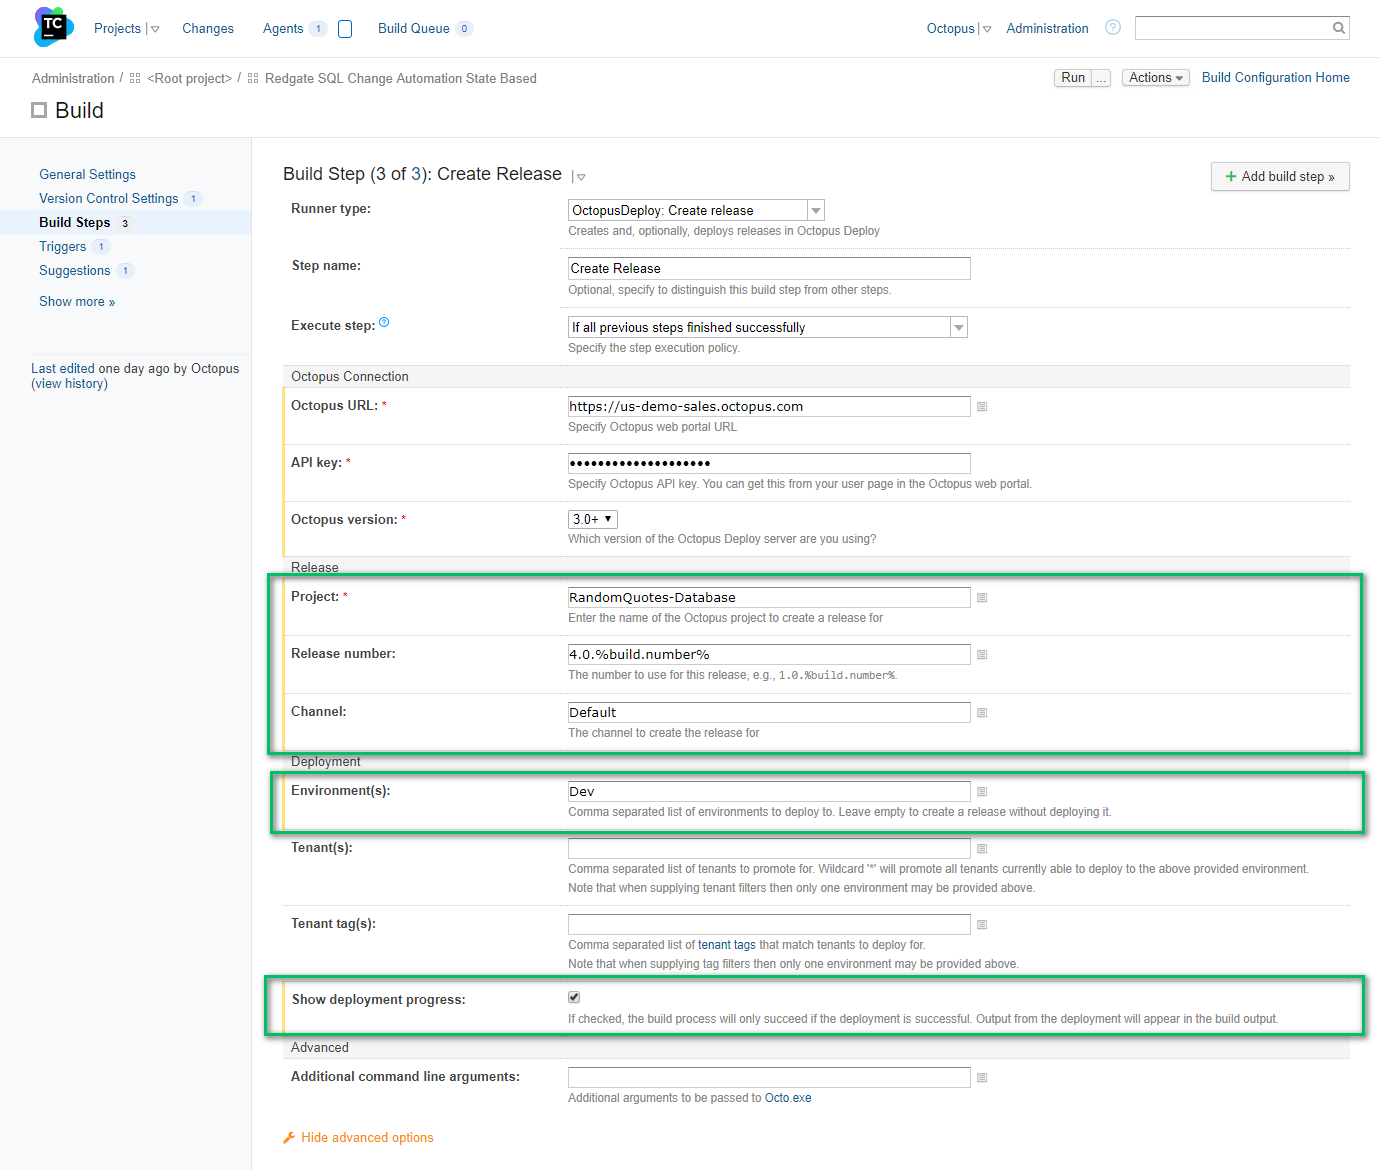 TC
Projects
Changes
Agents 1
Build Queue 0
Octopus
Administration
?
Administration / <Root project> / Redgate SQL Change Automation State Based
Run ...
Actions
Build Configuration Home
Build
General Settings
Version Control Settings 1
Build Steps 3
Triggers 1
Suggestions 1
Show more »
Last edited one day ago by Octopus
(view history)
Build Step (3 of 3): Create Release
+ Add build step »
Runner type:
OctopusDeploy: Create release
Creates and, optionally, deploys releases in Octopus Deploy
Step name:
Create Release
Optional, specify to distinguish this build step from other steps.
Execute step: ?
If all previous steps finished successfully
Specify the step execution policy.
Octopus Connection
Octopus URL: *
https://us-demo-sales.octopus.com
Specify Octopus web portal URL
API key: *
••••••••••••••••••••
Specify Octopus API key. You can get this from your user page in the Octopus web portal.
Octopus version: *
3.0+
Which version of the Octopus Deploy server are you using?
Release
Project: *
RandomQuotes-Database
Enter the name of the Octopus project to create a release for
Release number:
4.0.%build.number%
The number to use for this release, e.g., 1.0.%build.number%.
Channel:
Default
The channel to create the release for
Deployment
Environment(s):
Dev
Comma separated list of environments to deploy to. Leave empty to create a release without deploying it.
Tenant(s):
Comma separated list of tenants to promote for. Wildcard '*' will promote all tenants currently able to deploy to the above provided environment.
Note that when supplying tenant filters then only one environment may be provided above.
Tenant tag(s):
Comma separated list of tenant tags that match tenants to deploy for.
Note that when supplying tag filters then only one environment may be provided above.
Show deployment progress:
If checked, the build process will only succeed if the deployment is successful. Output from the deployment will appear in the build output.
Advanced
Additional command line arguments:
Additional arguments to be passed to Octo.exe
Hide advanced options